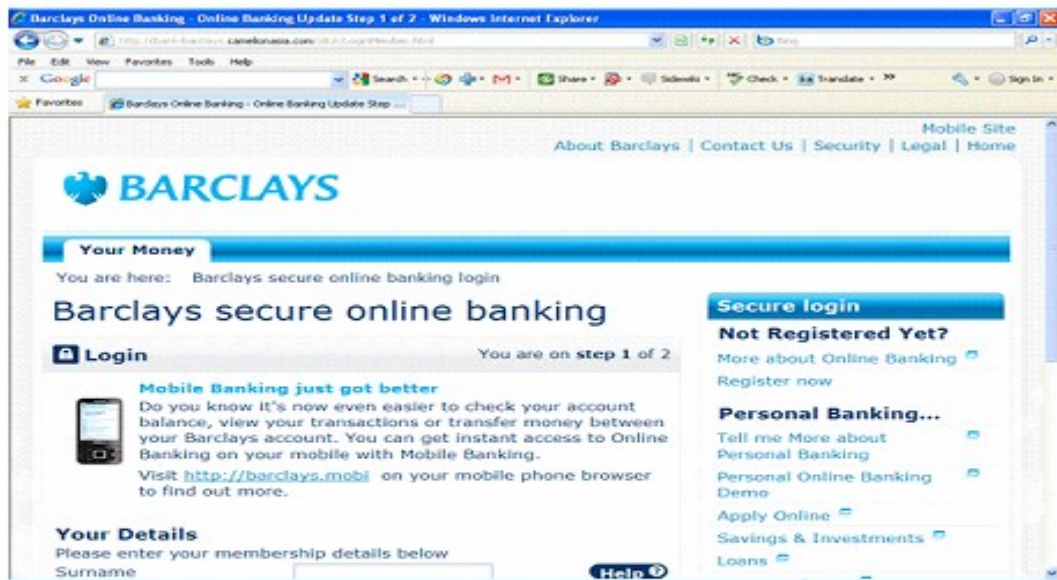 Barclays Online Banking - Online Banking Update Step 1 of 2 - Windows Internet Explorer
camelionasia.com
Bing
File Edit View Favorites Tools Help
Google Search Share Sidewiki Check Translate Sign In
Favorites Barclays Online Banking - Online Banking Update Step ...
Mobile Site
About Barclays | Contact Us | Security | Legal | Home
BARCLAYS
Your Money
You are here: Barclays secure online banking login
Barclays secure online banking
Login
You are on step 1 of 2
Mobile Banking just got better
Do you know it's now even easier to check your account
balance, view your transactions or transfer money between
your Barclays account. You can get instant access to Online
Banking on your mobile with Mobile Banking.
Visit http://barclays.mobi on your mobile phone browser
to find out more.
Your Details
Please enter your membership details below
Surname
Help
Secure login
Not Registered Yet?
More about Online Banking
Register now
Personal Banking...
Tell me More about
Personal Banking
Personal Online Banking
Demo
Apply Online
Savings & Investments
Loans